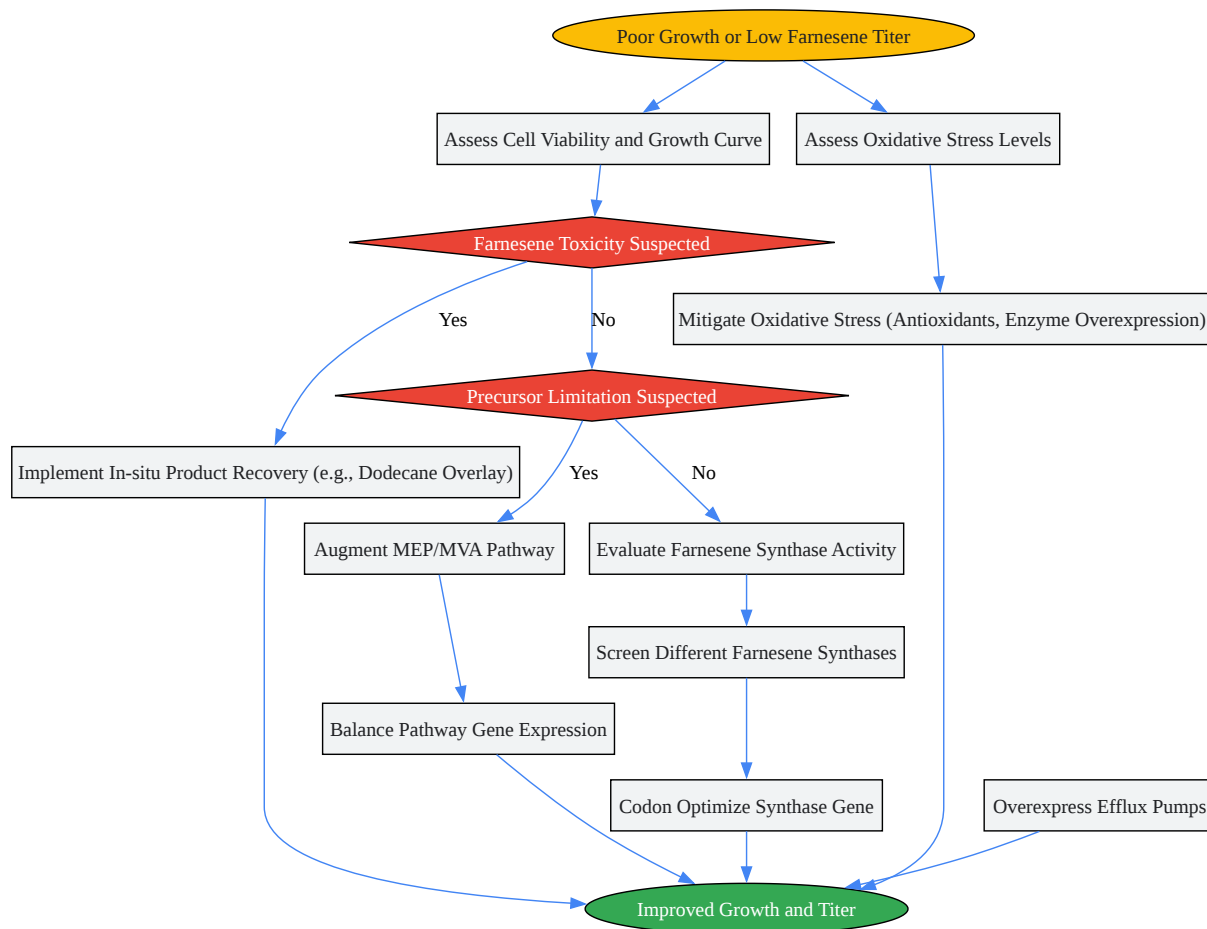 Poor Growth or Low Farnesene Titer
Assess Cell Viability and Growth Curve
Assess Oxidative Stress Levels
Farnesene Toxicity Suspected
Yes
No
Mitigate Oxidative Stress (Antioxidants, Enzyme Overexpression)
Precursor Limitation Suspected
Implement In-situ Product Recovery (e.g., Dodecane Overlay)
Yes
No
Augment MEP/MVA Pathway
Evaluate Farnesene Synthase Activity
Screen Different Farnesene Synthases
Balance Pathway Gene Expression
Codon Optimize Synthase Gene
Overexpress Efflux Pumps
Improved Growth and Titer